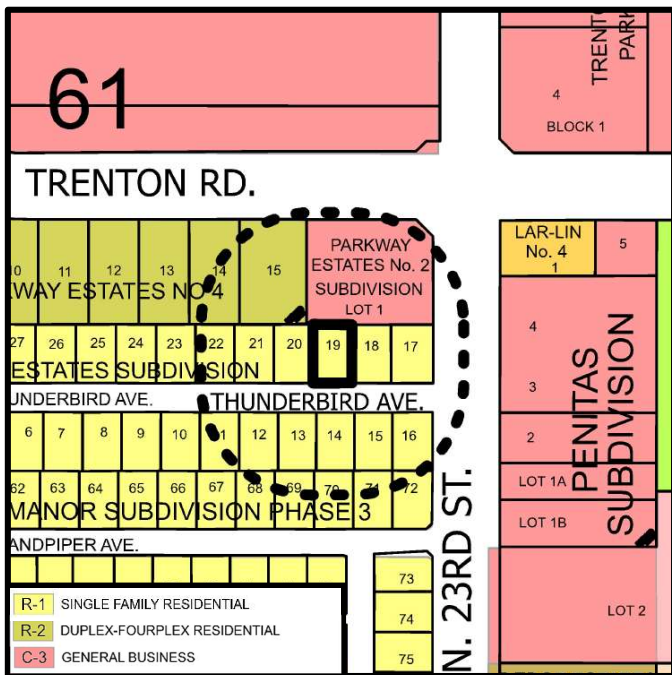 61
TRENTON
PARK
4
BLOCK 1
TRENTON RD.
11
12
13
14
15
PARKWAY
ESTATES No. 2
SUBDIVISION
LOT 1
LAR-LIN
No. 4
1
5
KWAY ESTATES NO 4
27
26
25
24
23
22
21
20
19
18
17
ESTATES SUBDIVISION
4
3
UNDERBIRD AVE.
THUNDERBIRD AVE.
6
7
8
9
10
11
12
13
14
15
16
2
PENITAS
SUBDIVISION
62
63
64
65
66
67
68
69
70
71
72
MANOR SUBDIVISION PHASE 3
LOT 1A
LOT 1B
ANDPIPER AVE.
N. 23RD ST.
73
74
75
LOT 2
R-1 SINGLE FAMILY RESIDENTIAL
R-2 DUPLEX-FOURPLEX RESIDENTIAL
C-3 GENERAL BUSINESS